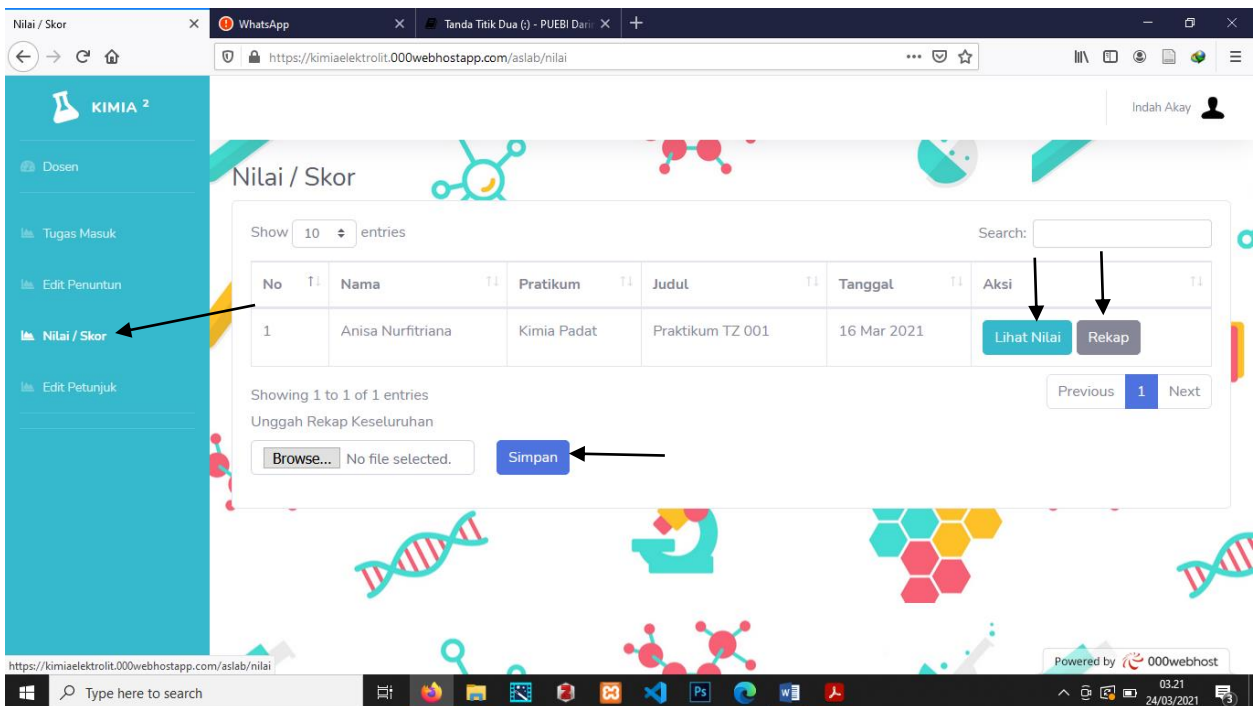 Nilai / Skor
WhatsApp
Tanda Titik Dua (:) - PUEBI Darin
https://kimiaelektrolit.000webhostapp.com/aslab/nilai
KIMIA ²
Indah Akay
Dosen
Tugas Masuk
Edit Penuntun
Nilai / Skor
Edit Petunjuk
Nilai / Skor
Show 10 entries
Search:
No Nama Pratikum Judul Tanggal Aksi
1 Anisa Nurfitriana Kimia Padat Praktikum TZ 001 16 Mar 2021 Lihat Nilai Rekap
Showing 1 to 1 of 1 entries
Previous 1 Next
Unggah Rekap Keseluruhan
Browse... No file selected. Simpan
https://kimiaelektrolit.000webhostapp.com/aslab/nilai
Powered by 000webhost
Type here to search
Ps
03.21
24/03/2021
3